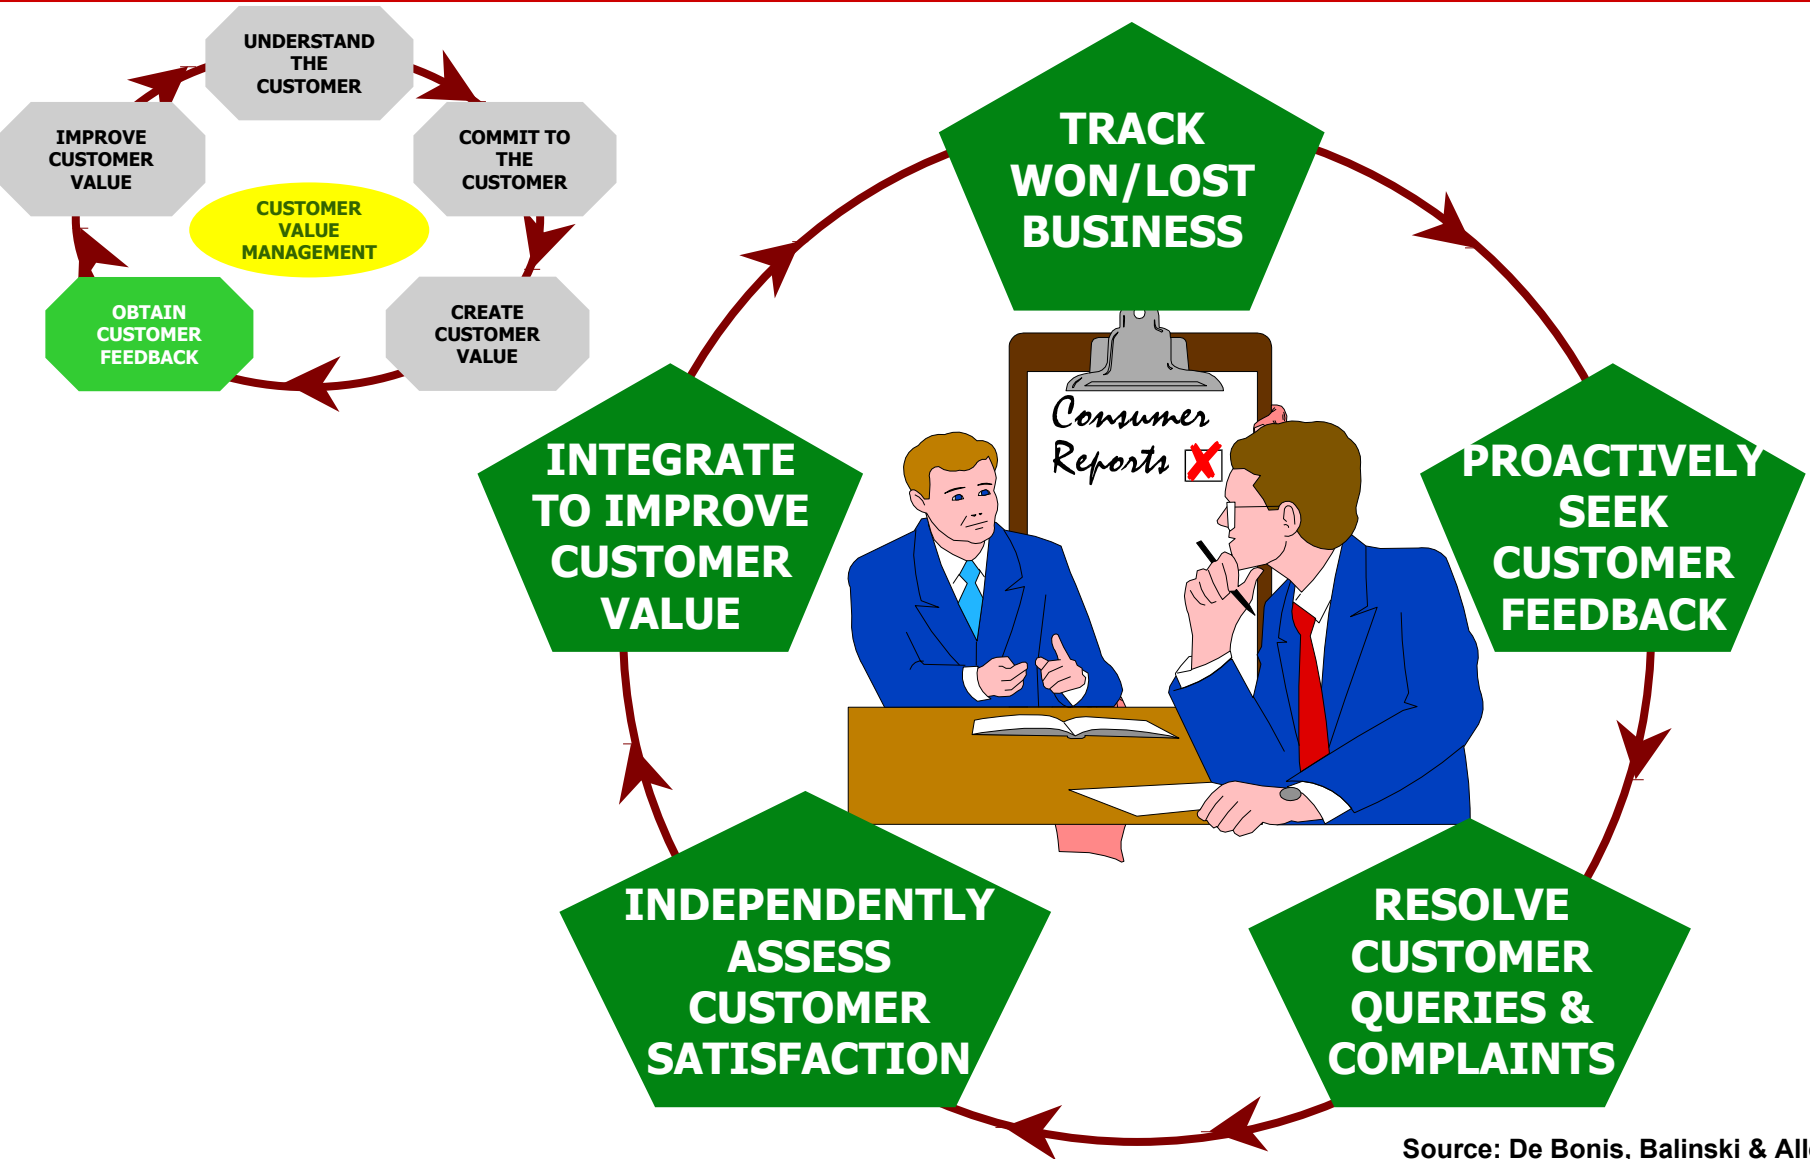 UNDERSTAND
THE
CUSTOMER
COMMIT TO
THE
CUSTOMER
CREATE
CUSTOMER
VALUE
OBTAIN
CUSTOMER
FEEDBACK
IMPROVE
CUSTOMER
VALUE
CUSTOMER
VALUE
MANAGEMENT
TRACK
WON/LOST
BUSINESS
PROACTIVELY
SEEK
CUSTOMER
FEEDBACK
RESOLVE
CUSTOMER
QUERIES &
COMPLAINTS
INDEPENDENTLY
ASSESS
CUSTOMER
SATISFACTION
INTEGRATE
TO IMPROVE
CUSTOMER
VALUE
Consumer
Reports
Source: De Bonis, Balinski &